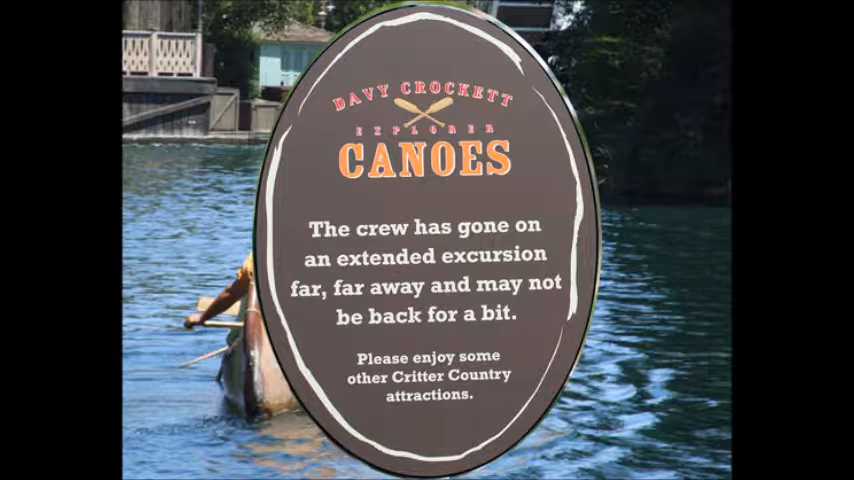 DAVY CROCKETT
EXPLORER
CANOES
The crew has gone on
an extended excursion
far, far away and may not
be back for a bit.
Please enjoy some
other Critter Country
attractions.